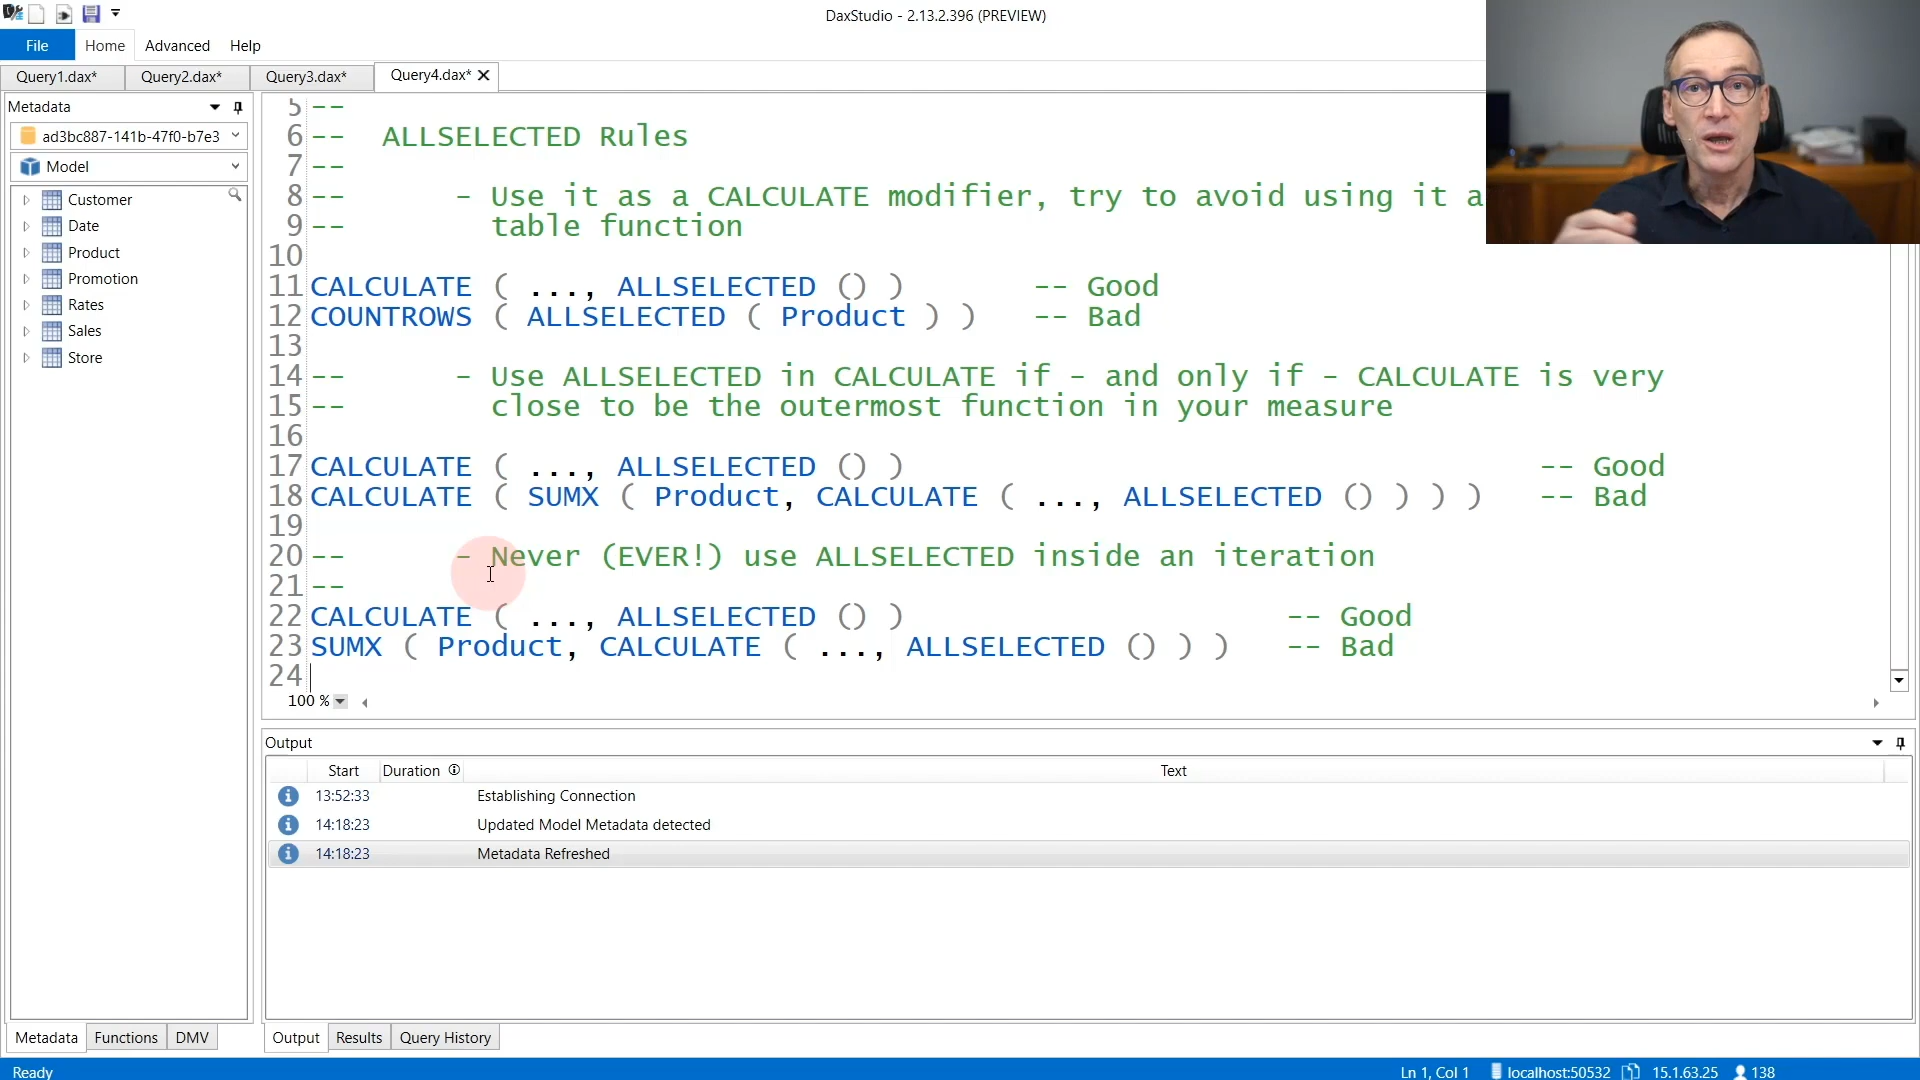 DaxStudio - 2.13.2.396 (PREVIEW)
File Home Advanced Help
Query1.dax* Query2.dax* Query3.dax* Query4.dax*
Metadata
ad3bc887-141b-47f0-b7e3
Model
Customer
Date
Product
Promotion
Rates
Sales
Store
5 --
6 -- ALLSELECTED Rules
7 --
8 -- - Use it as a CALCULATE modifier, try to avoid using it a
9 -- table function
10
11 CALCULATE ( ..., ALLSELECTED () ) -- Good
12 COUNTROWS ( ALLSELECTED ( Product ) ) -- Bad
13
14 -- - Use ALLSELECTED in CALCULATE if - and only if - CALCULATE is very
15 -- close to be the outermost function in your measure
16
17 CALCULATE ( ..., ALLSELECTED () ) -- Good
18 CALCULATE ( SUMX ( Product, CALCULATE ( ..., ALLSELECTED () ) ) ) -- Bad
19
20 -- - Never (EVER!) use ALLSELECTED inside an iteration
21 --
22 CALCULATE ( ..., ALLSELECTED () ) -- Good
23 SUMX ( Product, CALCULATE ( ..., ALLSELECTED () ) ) -- Bad
24
100 %
Output
Start Duration Text
13:52:33 Establishing Connection
14:18:23 Updated Model Metadata detected
14:18:23 Metadata Refreshed
Metadata Functions DMV
Output Results Query History
Ready
Ln 1, Col 1 localhost:50532 15.1.63.25 138